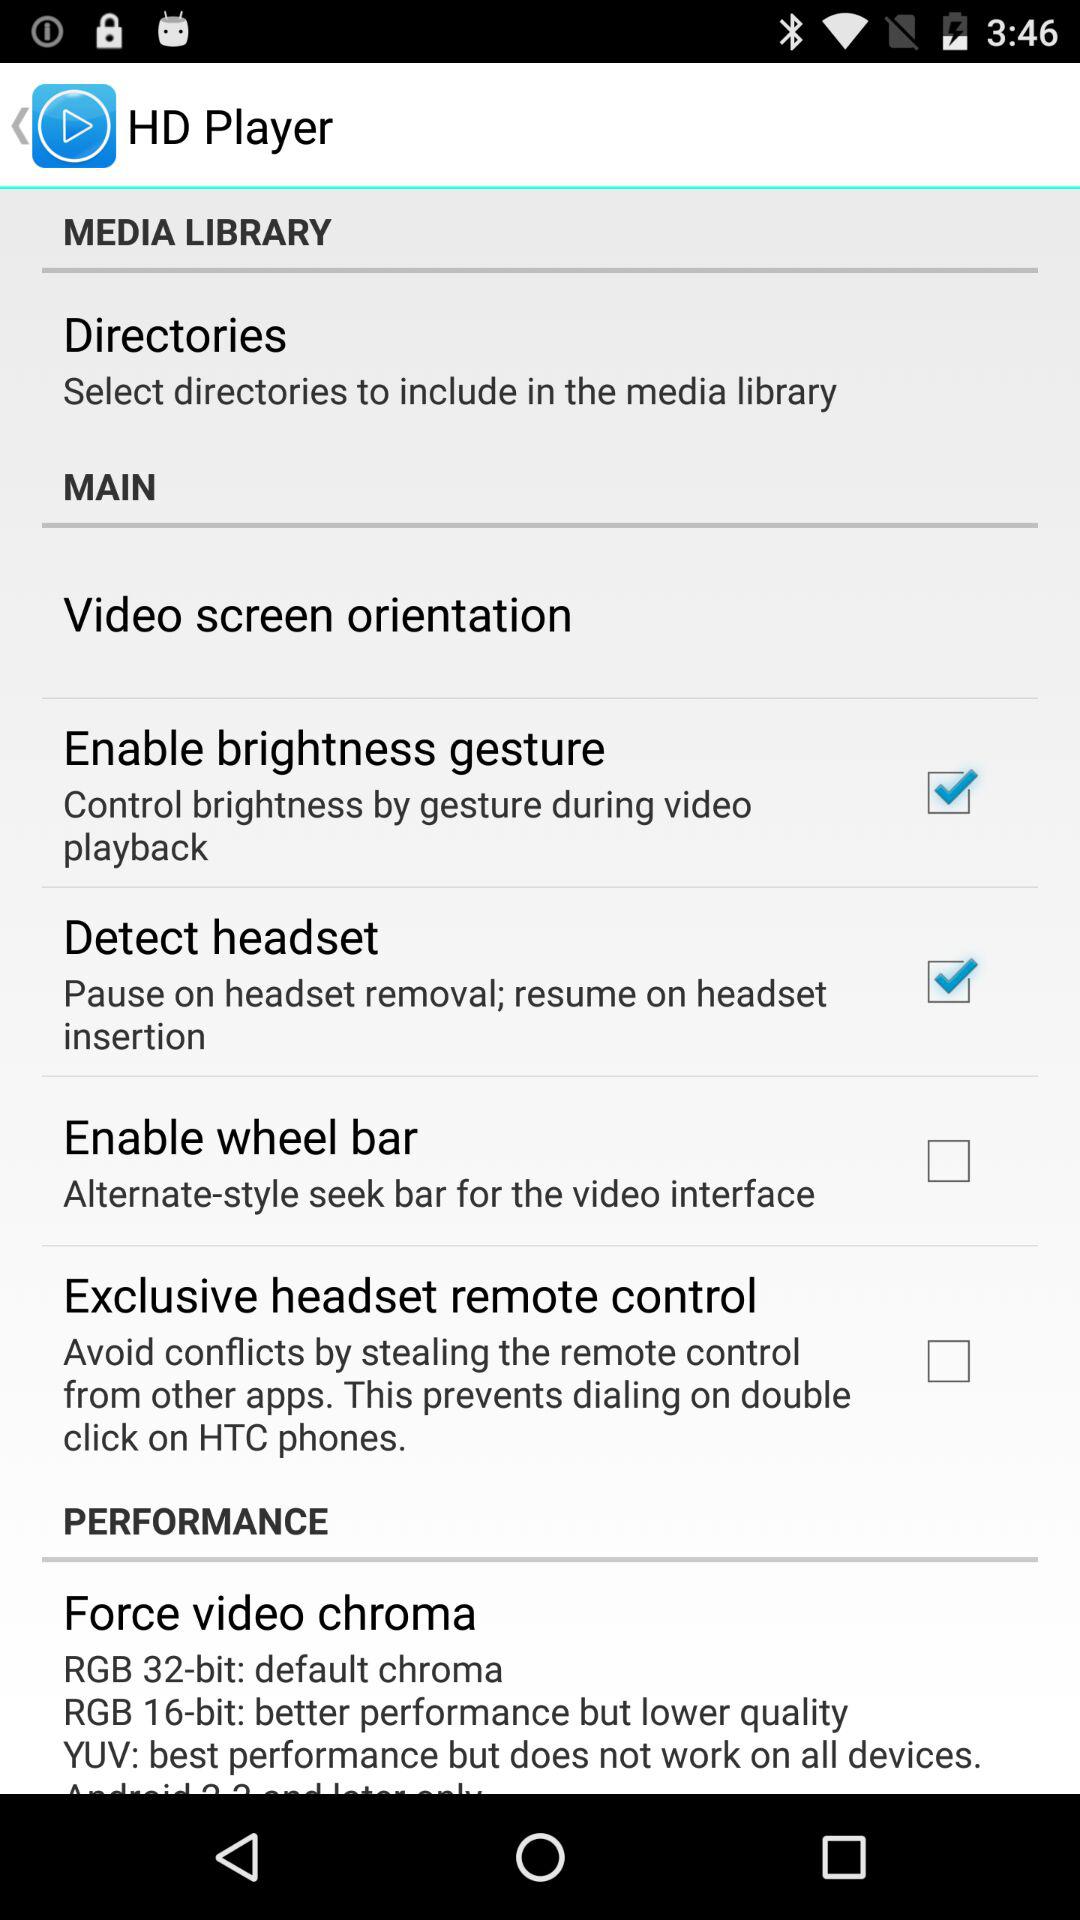 3:46
HD Player
MEDIA LIBRARY
Directories
Select directories to include in the media library
MAIN
Video screen orientation
Enable brightness gesture
Control brightness by gesture during video
playback
Detect headset
Pause on headset removal; resume on headset
insertion
Enable wheel bar
Alternate-style seek bar for the video interface
Exclusive headset remote control
Avoid conflicts by stealing the remote control
from other apps. This prevents dialing on double
click on HTC phones.
PERFORMANCE
Force video chroma
RGB 32-bit: default chroma
RGB 16-bit: better performance but lower quality
YUV: best performance but does not work on all devices.
Android and later only